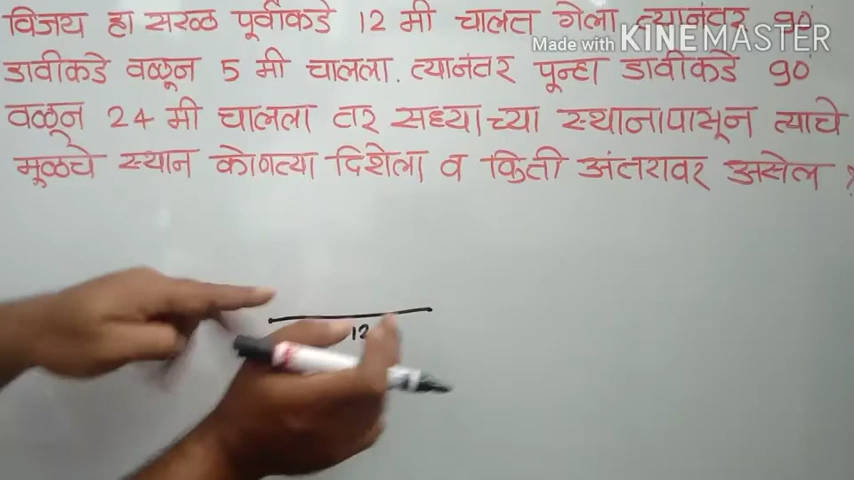 विजय हा सरळ पूर्वेकडे 12 मी चालत गेला त्यानंतर 90°
Made with KINEMASTER
डावीकडे वळून 5 मी चालला. त्यानंतर पून्हा डावीकडे 90°
वळून 24 मी चालला तर सध्याच्या स्थानापासून त्याचे
मूळचे स्थान कोणत्या दिशेला व किती अंतरावर असेल ?
12